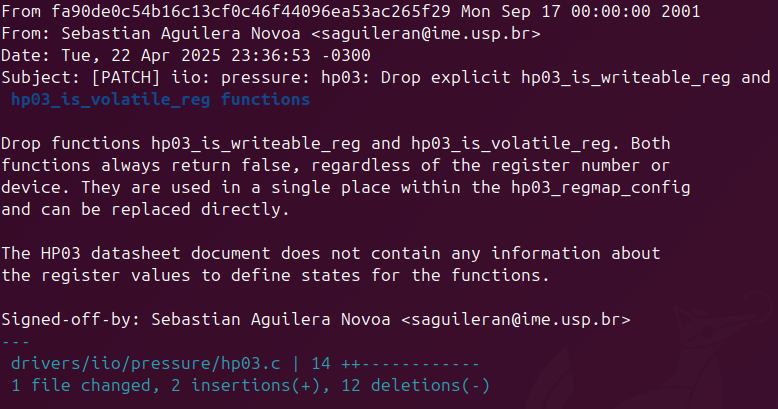 From fa90de0c54b16c13cf0c46f44096ea53ac265f29 Mon Sep 17 00:00:00 2001
From: Sebastian Aguilera Novoa <saguileran@ime.usp.br>
Date: Tue, 22 Apr 2025 23:36:53 -0300
Subject: [PATCH] iio: pressure: hp03: Drop explicit hp03_is_writeable_reg and
 hp03_is_volatile_reg functions

Drop functions hp03_is_writeable_reg and hp03_is_volatile_reg. Both
functions always return false, regardless of the register number or
device. They are used in a single place within the hp03_regmap_config
and can be replaced directly.

The HP03 datasheet document does not contain any information about
the register values to define states for the functions.

Signed-off-by: Sebastian Aguilera Novoa <saguileran@ime.usp.br>
---
 drivers/iio/pressure/hp03.c | 14 ++------------
 1 file changed, 2 insertions(+), 12 deletions(-)